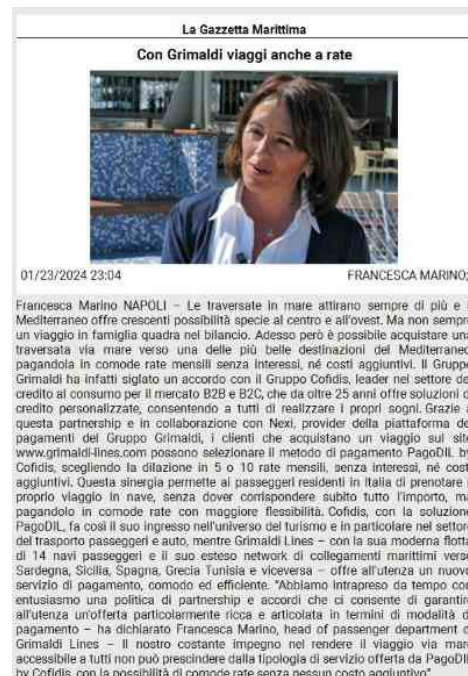 La Gazzetta Marittima
Con Grimaldi viaggi anche a rate
01/23/2024 23:04 FRANCESCA MARINO;
Francesca Marino NAPOLI – Le traversate in mare attirano sempre di più e
Mediterraneo offre crescenti possibilità specie al centro e all'ovest. Ma non sempre
un viaggio in famiglia quadra nel bilancio. Adesso però è possibile acquistare una
traversata via mare verso una delle più belle destinazioni del Mediterraneo
pagandola in comode rate mensili senza interessi, né costi aggiuntivi. Il Gruppo
Grimaldi ha infatti siglato un accordo con il Gruppo Cofidis, leader nel settore de
credito al consumo per il mercato B2B e B2C, che da oltre 25 anni offre soluzioni d
credito personalizzate, consentendo a tutti di realizzare i propri sogni. Grazie a
questa partnership e in collaborazione con Nexi, provider della piattaforma de
pagamenti del Gruppo Grimaldi, i clienti che acquistano un viaggio sul sito
www.grimaldi-lines.com possono selezionare il metodo di pagamento PagoDIL by
Cofidis, scegliendo la dilazione in 5 o 10 rate mensili, senza interessi, né cost
aggiuntivi. Questa sinergia permette ai passeggeri residenti in Italia di prenotare i
proprio viaggio in nave, senza dover corrispondere subito tutto l'importo, ma
pagandolo in comode rate con maggiore flessibilità. Cofidis, con la soluzione
PagoDIL, fa così il suo ingresso nell'universo del turismo e in particolare nel settore
del trasporto passeggeri e auto, mentre Grimaldi Lines – con la sua moderna flotta
di 14 navi passeggeri e il suo esteso network di collegamenti marittimi verso
Sardegna, Sicilia, Spagna, Grecia Tunisia e viceversa – offre all'utenza un nuovo
servizio di pagamento, comodo ed efficiente. "Abbiamo intrapreso da tempo con
entusiasmo una politica di partnership e accordi che ci consente di garantire
all'utenza un'offerta particolarmente ricca e articolata in termini di modalità d
pagamento – ha dichiarato Francesca Marino, head of passenger department d
Grimaldi Lines – Il nostro costante impegno nel rendere il viaggio via mare
accessibile a tutti non può prescindere dalla tipologia di servizio offerta da PagoDIL
by Cofidis, con la possibilità di comode rate senza nessun costo aggiuntivo"